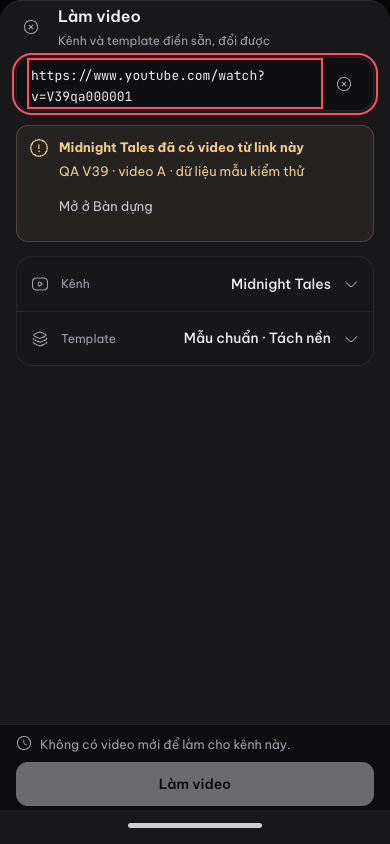 Làm video
Kênh và template điền sẵn, đổi được
https://www.youtube.com/watch?
v=V39qa000001
Midnight Tales đã có video từ link này
QA V39 · video A · dữ liệu mẫu kiểm thử
Mở ở Bàn dựng
Kênh
Midnight Tales
Template
Mẫu chuẩn · Tách nền
Không có video mới để làm cho kênh này.
Làm video